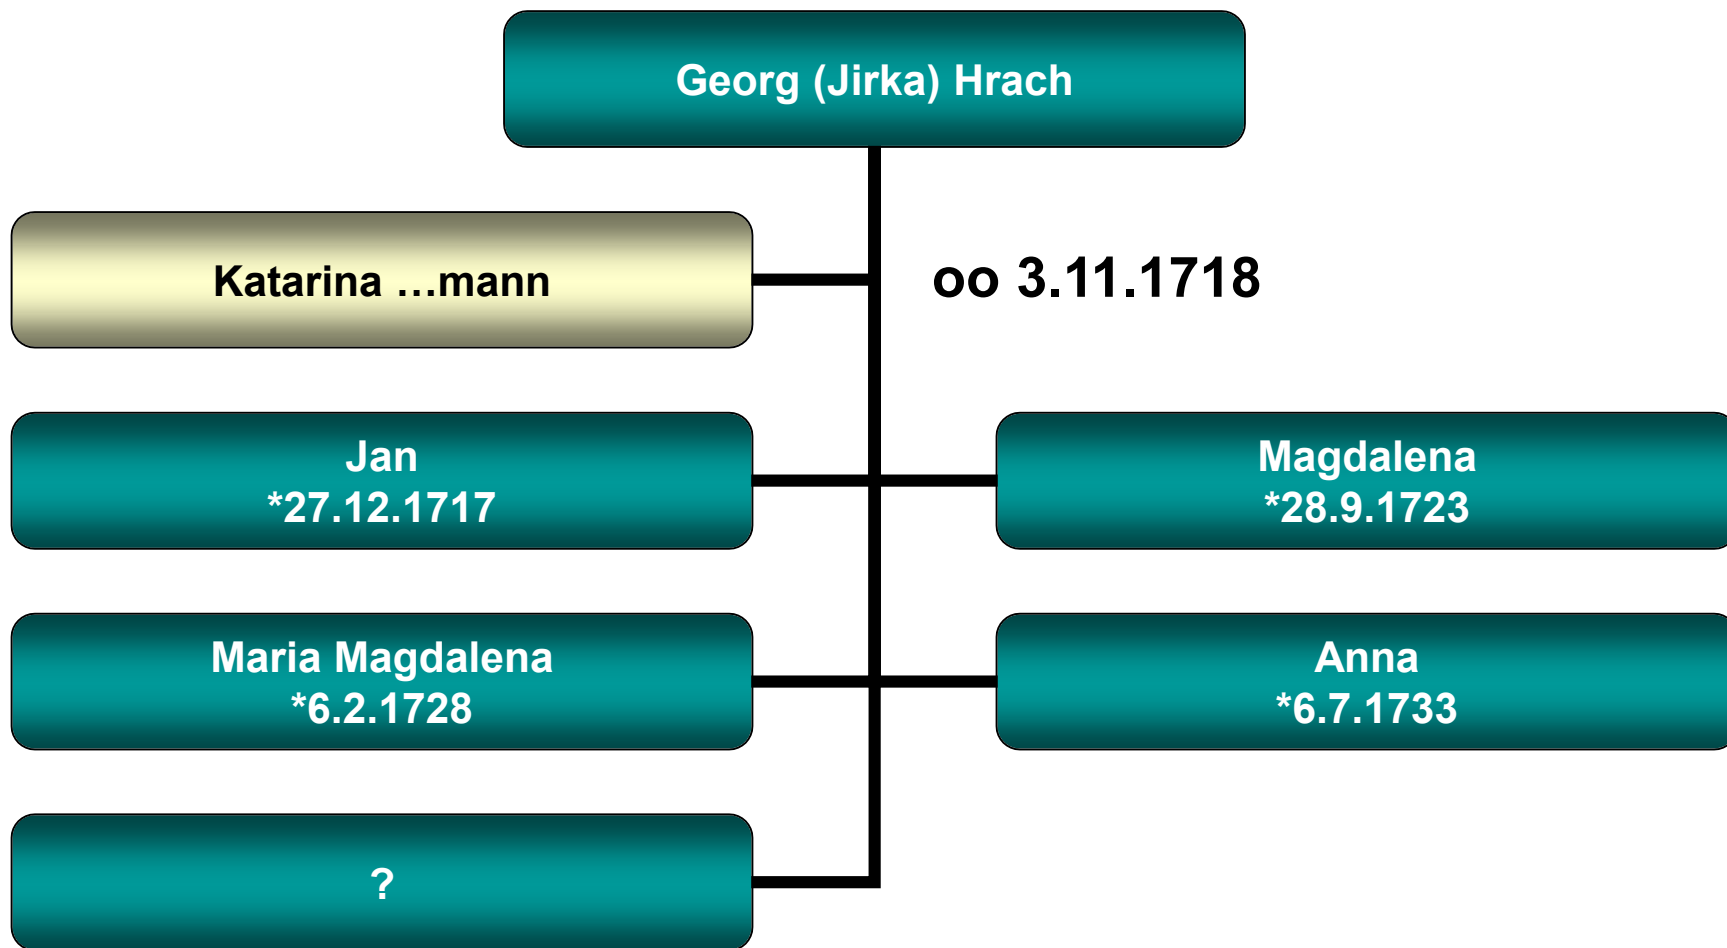 Georg (Jirka) Hrach
Katarina …mann
oo 3.11.1718
Jan
*27.12.1717
Magdalena
*28.9.1723
Maria Magdalena
*6.2.1728
Anna
*6.7.1733
?